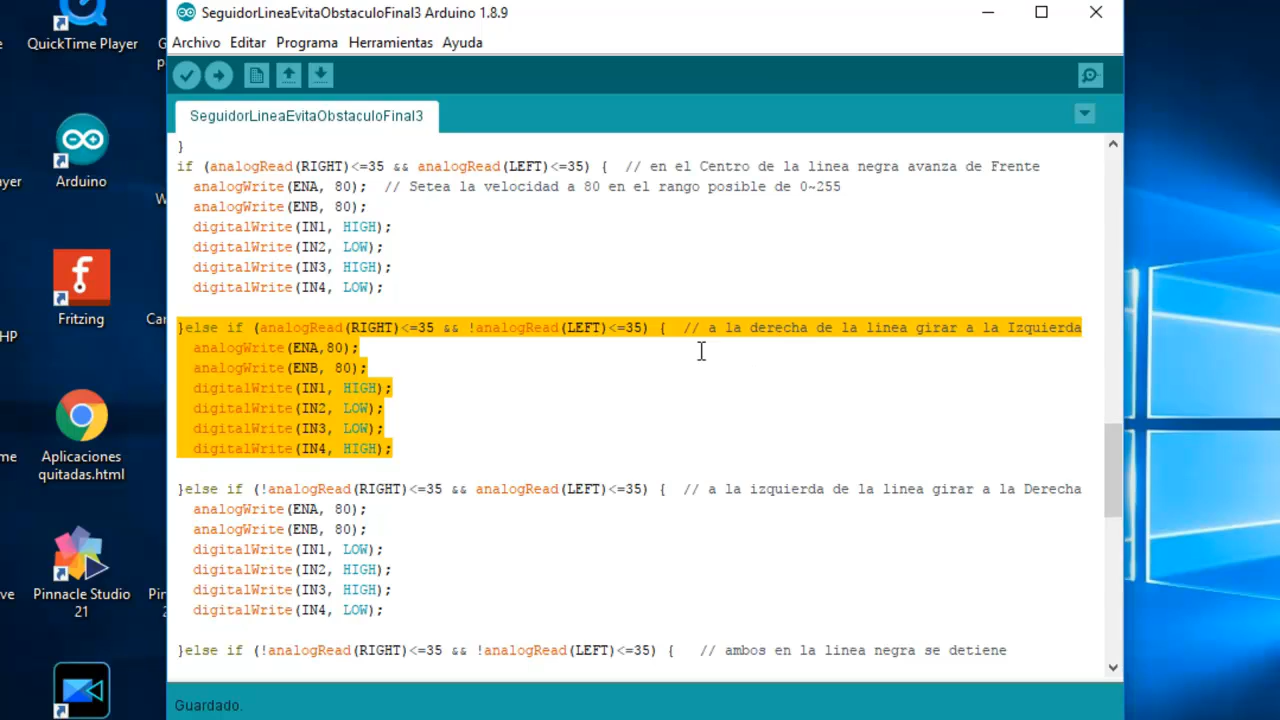 SeguidorLineaEvitaObstaculoFinal3 Arduino 1.8.9
Archivo Editar Programa Herramientas Ayuda
SeguidorLineaEvitaObstaculoFinal3
}
if (analogRead(RIGHT)<=35 && analogRead(LEFT)<=35) {  // en el Centro de la linea negra avanza de Frente
  analogWrite(ENA, 80);  // Setea la velocidad a 80 en el rango posible de 0~255
  analogWrite(ENB, 80);
  digitalWrite(IN1, HIGH);
  digitalWrite(IN2, LOW);
  digitalWrite(IN3, HIGH);
  digitalWrite(IN4, LOW);
}else if (analogRead(RIGHT)<=35 && !analogRead(LEFT)<=35) {  // a la derecha de la linea girar a la Izquierda
  analogWrite(ENA,80);
  analogWrite(ENB, 80);
  digitalWrite(IN1, HIGH);
  digitalWrite(IN2, LOW);
  digitalWrite(IN3, LOW);
  digitalWrite(IN4, HIGH);
}else if (!analogRead(RIGHT)<=35 && analogRead(LEFT)<=35) {  // a la izquierda de la linea girar a la Derecha
  analogWrite(ENA, 80);
  analogWrite(ENB, 80);
  digitalWrite(IN1, LOW);
  digitalWrite(IN2, HIGH);
  digitalWrite(IN3, HIGH);
  digitalWrite(IN4, LOW);
}else if (!analogRead(RIGHT)<=35 && !analogRead(LEFT)<=35) {   // ambos en la linea negra se detiene
Guardado.
QuickTime Player
Arduino
Fritzing
Aplicaciones
quitadas.html
Pinnacle Studio
21
yer
HP
me
ve
G
p
W
Car
Pin
2